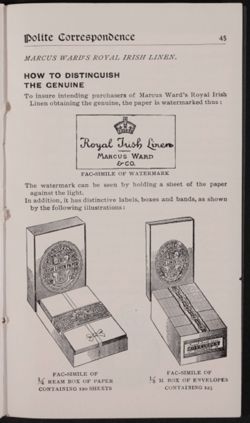 Polite Correspondence 45
MARCUS WARD'S ROYAL IRISH LINEN.
HOW TO DISTINGUISH
THE GENUINE
To insure intending purchasers of Marcus Ward's Royal Irish
Linen obtaining the genuine, the paper is watermarked thus :
Royal Irish Linen
MARCUS WARD
& CO.
FAC-SIMILE OF WATERMARK
The watermark can be seen by holding a sheet of the paper
against the light.
In addition, it has distinctive labels, boxes and bands, as shown
by the following illustrations :
FAC-SIMILE OF
¼ REAM BOX OF PAPER
CONTAINING 120 SHEETS
FAC-SIMILE OF
⅛ M. BOX OF ENVELOPES
CONTAINING 125